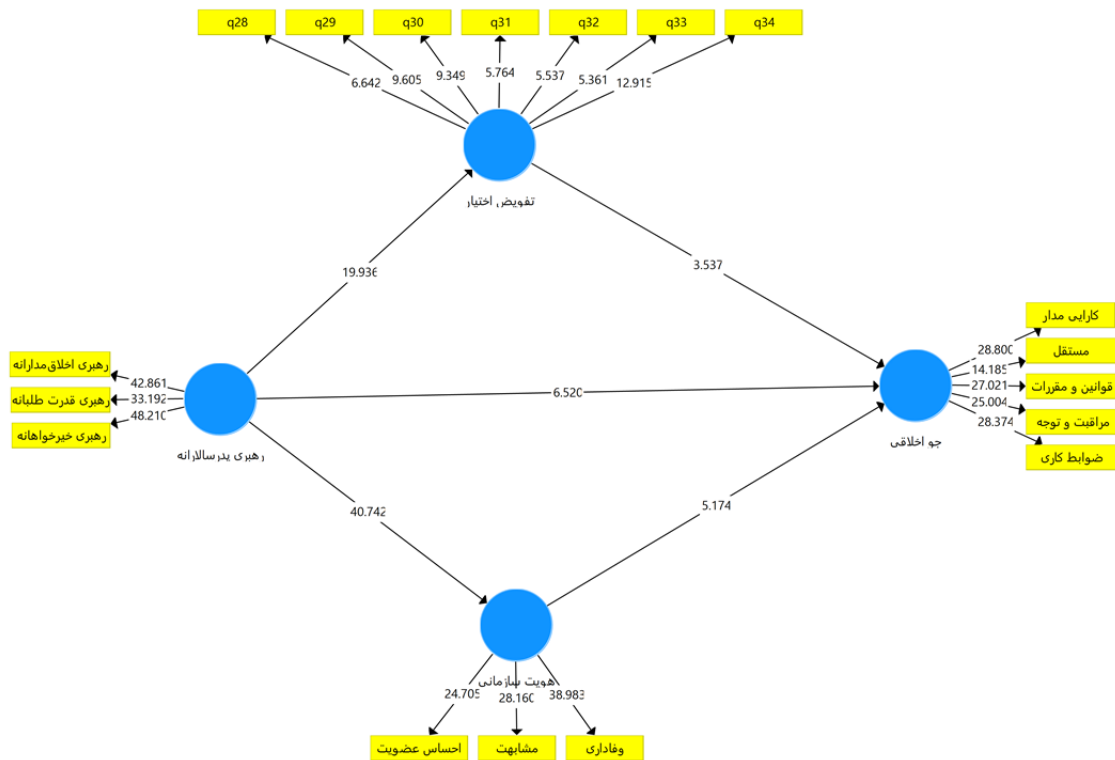 q28
q29
q30
q31
q32
q33
q34
6.642
9.605
9.349
5.764
5.537
5.361
12.915
تفویض اختیار
19.936
3.537
رهبری اخلاق‌مدارانه
رهبری قدرت طلبانه
رهبری خیرخواهانه
42.861
33.192
48.210
رهبری پدرسالارانه
6.520
کارایی مدار
مستقل
قوانین و مقررات
مراقبت و توجه
ضوابط کاری
28.800
14.185
27.021
25.004
28.374
جو اخلاقی
40.742
5.174
هویت سازمانی
24.705
28.160
38.983
احساس عضویت
مشابهت
وفاداری